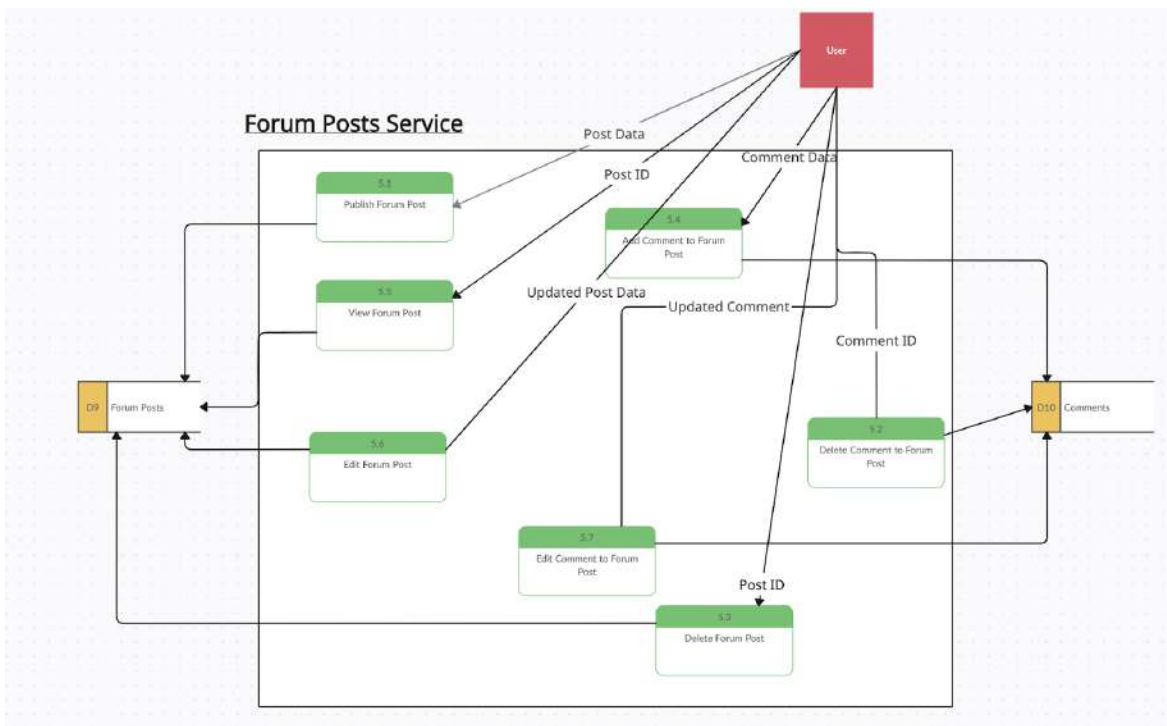 User
Forum Posts Service
Post Data
Comment Data
Post ID
5.1
Publish Forum Post
5.4
Add Comment to Forum
Post
5.5
View Forum Post
Updated Post Data
Updated Comment
Comment ID
D9
Forum Posts
D10
Comments
5.2
Delete Comment to Forum
Post
5.6
Edit Forum Post
5.7
Edit Comment to Forum
Post
Post ID
5.3
Delete Forum Post